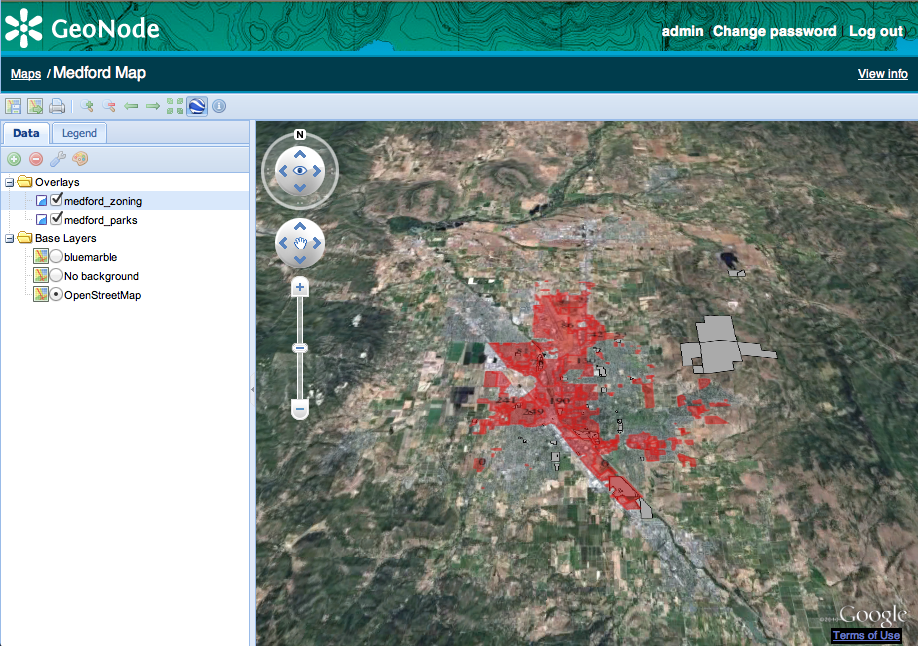 GeoNode
admin Change password Log out
Maps / Medford Map
View info
Data
Legend
Overlays
medford_zoning
medford_parks
Base Layers
bluemarble
No background
OpenStreetMap
N
Google
Terms of Use